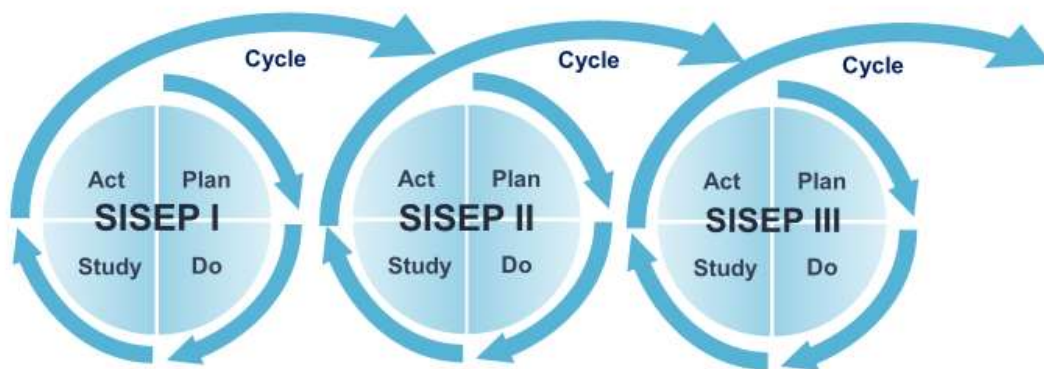 Cycle
Cycle
Cycle
Act Plan
SISEP I
Study Do
Act Plan
SISEP II
Study Do
Act Plan
SISEP III
Study Do